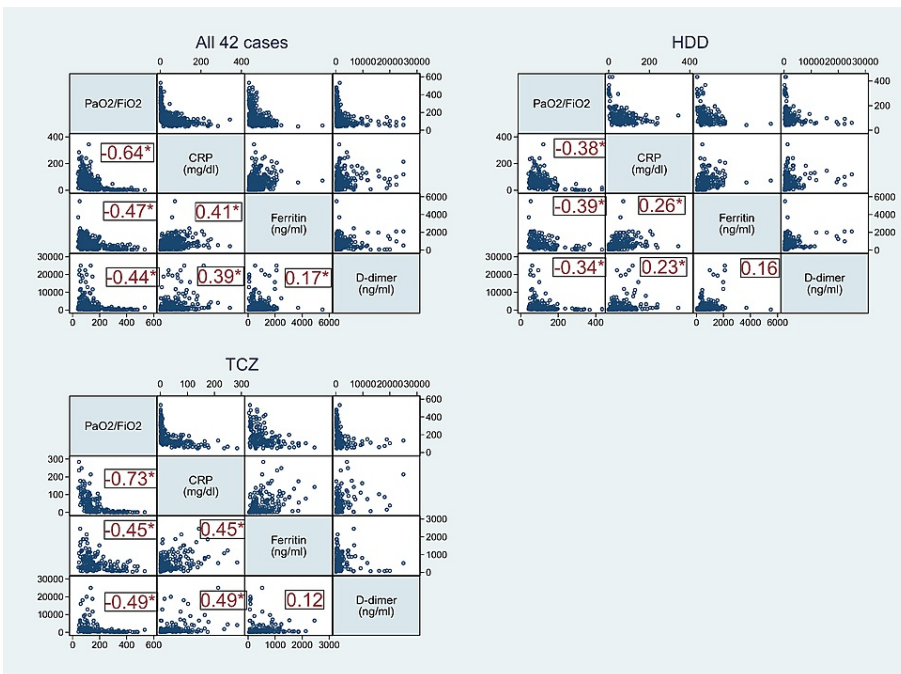 All 42 cases
0 200 400
0 10000 20000 30000
PaO2/FiO2
600
400
200
0
400
200
0
-0.64*
CRP
(mg/dl)
-0.47*
0.41*
Ferritin
(ng/ml)
6000
4000
2000
0
30000
20000
10000
0
-0.44*
0.39*
0.17*
D-dimer
(ng/ml)
0 200 400 600
0 2000 4000 6000
HDD
0 200 400
0 10000 20000 30000
PaO2/FiO2
400
200
0
400
200
0
-0.38*
CRP
(mg/dl)
-0.39*
0.26*
Ferritin
(ng/ml)
6000
4000
2000
0
30000
20000
10000
0
-0.34*
0.23*
0.16
D-dimer
(ng/ml)
0 200 400
0 2000 4000 6000
TCZ
0 100 200 300
0 10000 20000 30000
PaO2/FiO2
600
400
200
0
300
200
100
0
-0.73*
CRP
(mg/dl)
-0.45*
0.45*
Ferritin
(ng/ml)
3000
2000
1000
0
30000
20000
10000
0
-0.49*
0.49*
0.12
D-dimer
(ng/ml)
0 200 400 600
0 1000 2000 3000